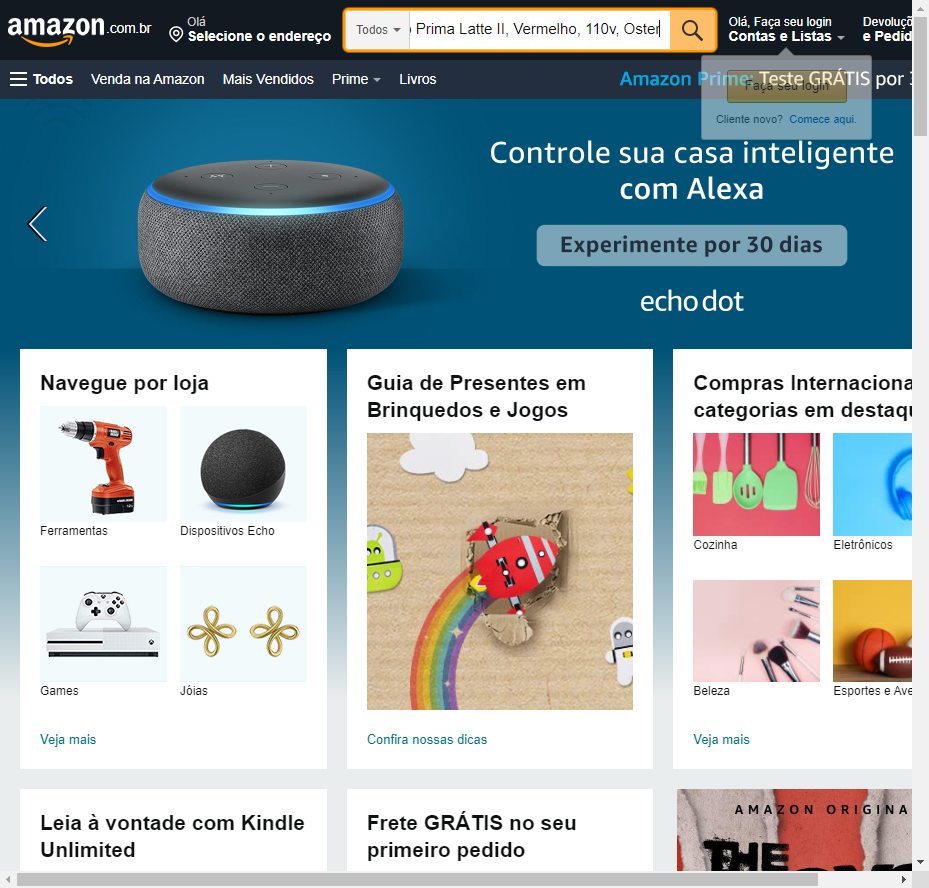 amazon.com.br
Olá
Selecione o endereço
Todos
Prima Latte II, Vermelho, 110v, Oster
Olá, Faça seu login
Contas e Listas
Devoluçõ
e Pedid
Todos
Venda na Amazon
Mais Vendidos
Prime
Livros
Amazon Prime: Teste GRÁTIS por 3
Faça seu login
Cliente novo? Comece aqui.
Controle sua casa inteligente
com Alexa
Experimente por 30 dias
echo dot
Navegue por loja
Ferramentas
Dispositivos Echo
Games
Jóias
Veja mais
Guia de Presentes em
Brinquedos e Jogos
Confira nossas dicas
Compras Internaciona
categorias em destaqu
Cozinha
Eletrônicos
Beleza
Esportes e Ave
Veja mais
Leia à vontade com Kindle
Unlimited
Frete GRÁTIS no seu
primeiro pedido
AMAZON ORIGINA
THE